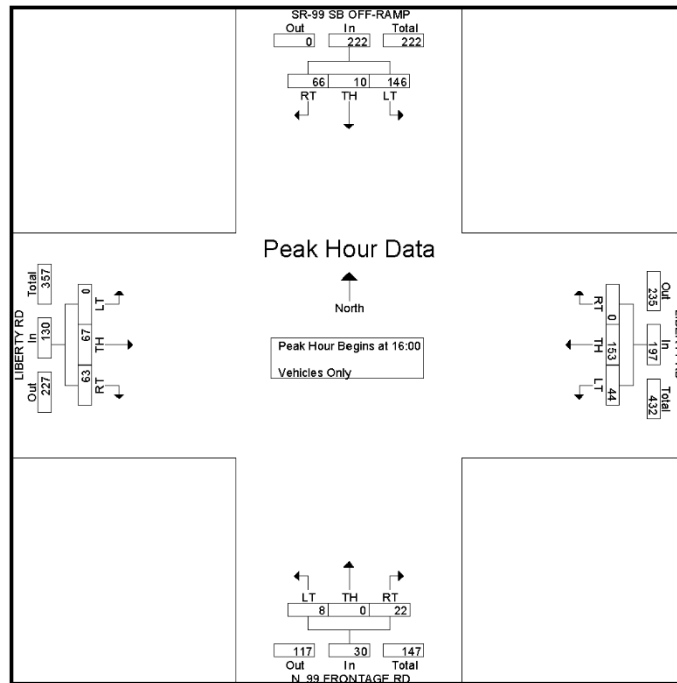 SR-99 SB OFF-RAMP
Out In Total
0 222 222
66 10 146
RT TH LT
Peak Hour Data
North
Peak Hour Begins at 16:00
Vehicles Only
LIBERTY RD
Out In Total
227 130 357
63 67 0
RT TH LT
Out In Total
235 197 432
RT TH LT
0 153 44
LT TH RT
8 0 22
117 30 147
Out In Total
N. 99 FRONTAGE RD